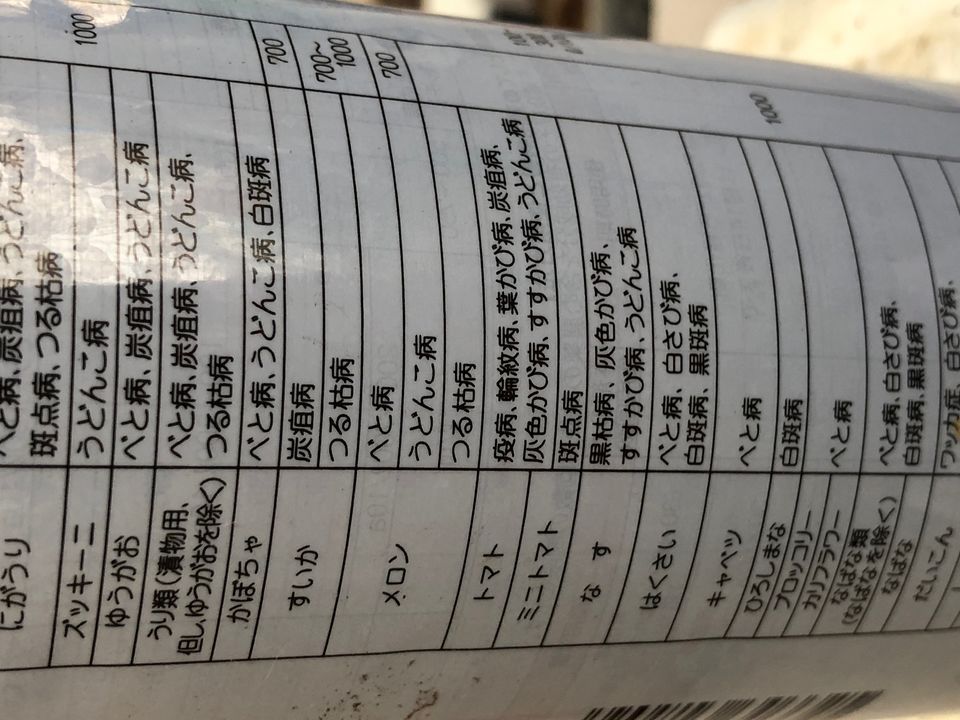 にがうり
べと病、炭疽病、うどんこ病、
斑点病、つる枯病
1000
ズッキーニ
うどんこ病
ゆうがお
べと病、炭疽病、うどんこ病
うり類(漬物用、
但し、ゆうがおを除く)
べと病、炭疽病、うどんこ病、
つる枯病
かぼちゃ
べと病、うどんこ病、白斑病
すいか
炭疽病
700
つる枯病
700~
1000
メロン
べと病
700
うどんこ病
つる枯病
トマト
疫病、輪紋病、葉かび病、炭疽病、
灰色かび病、すすかび病、うどんこ病
ミニトマト
斑点病
なす
黒枯病、灰色かび病、
すすかび病、うどんこ病
1000
はくさい
べと病、白さび病、
白斑病、黒斑病
キャベツ
べと病
ひろしまな
白斑病
ブロッコリー
カリフラワー
べと病
なばな類
(なばなを除く)
べと病、白さび病、
白斑病、黒斑病
なばな
だいこん
ワッカ症、白さび病、